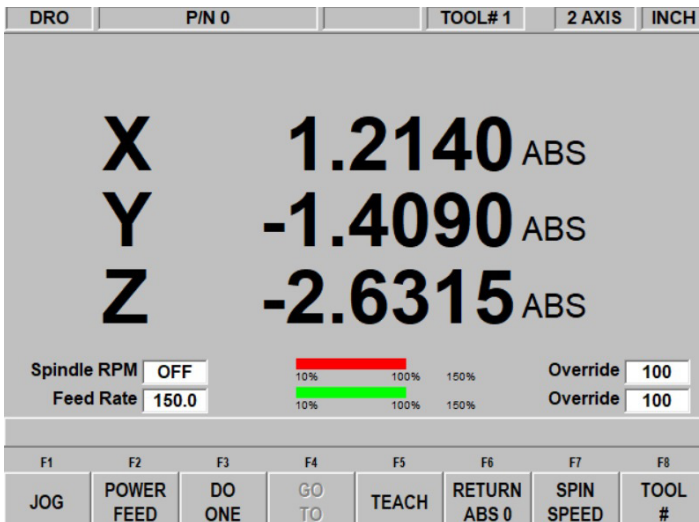 DRO P/N 0 TOOL# 1 2 AXIS INCH
X 1.2140 ABS
Y -1.4090 ABS
Z -2.6315 ABS
Spindle RPM OFF 10% 100% 150% Override 100
Feed Rate 150.0 10% 100% 150% Override 100
F1 F2 F3 F4 F5 F6 F7 F8
JOG POWER FEED DO ONE GO TO TEACH RETURN ABS 0 SPIN SPEED TOOL #